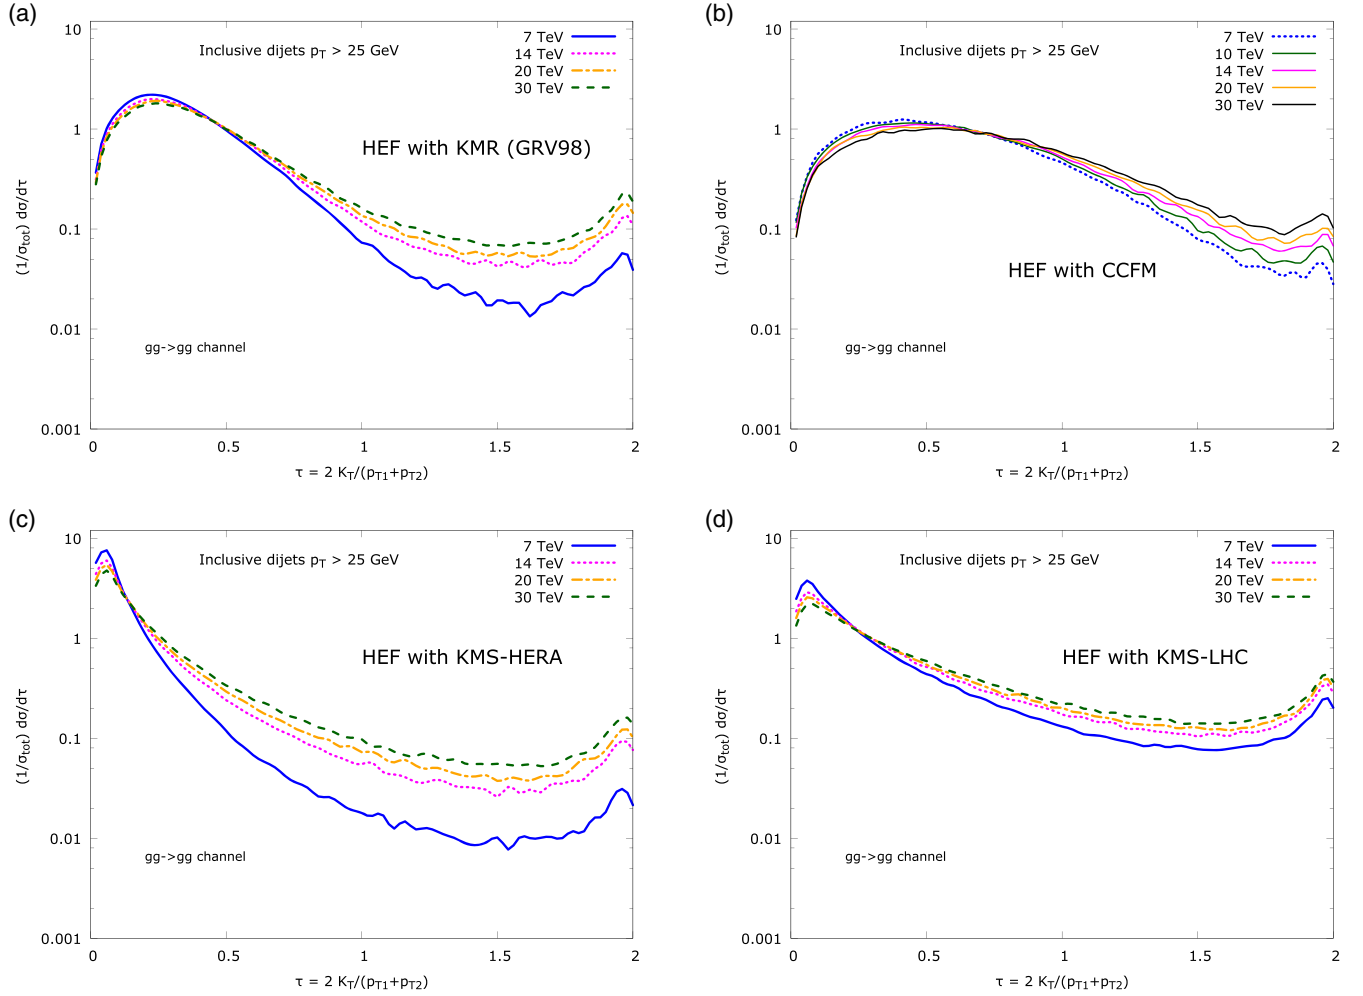 (a)
10
1
0.1
0.01
0.001
(1/σtot) dσ/dτ
Inclusive dijets pT > 25 GeV
7 TeV
14 TeV
20 TeV
30 TeV
HEF with KMR (GRV98)
gg->gg channel
0
0.5
1
1.5
2
τ = 2 KT/(pT1+pT2)
(b)
10
1
0.1
0.01
0.001
(1/σtot) dσ/dτ
Inclusive dijets pT > 25 GeV
7 TeV
10 TeV
14 TeV
20 TeV
30 TeV
HEF with CCFM
gg->gg channel
0
0.5
1
1.5
2
τ = 2 KT/(pT1+pT2)
(c)
10
1
0.1
0.01
0.001
(1/σtot) dσ/dτ
Inclusive dijets pT > 25 GeV
7 TeV
14 TeV
20 TeV
30 TeV
HEF with KMS-HERA
gg->gg channel
0
0.5
1
1.5
2
τ = 2 KT/(pT1+pT2)
(d)
10
1
0.1
0.01
0.001
(1/σtot) dσ/dτ
Inclusive dijets pT > 25 GeV
7 TeV
14 TeV
20 TeV
30 TeV
HEF with KMS-LHC
gg->gg channel
0
0.5
1
1.5
2
τ = 2 KT/(pT1+pT2)